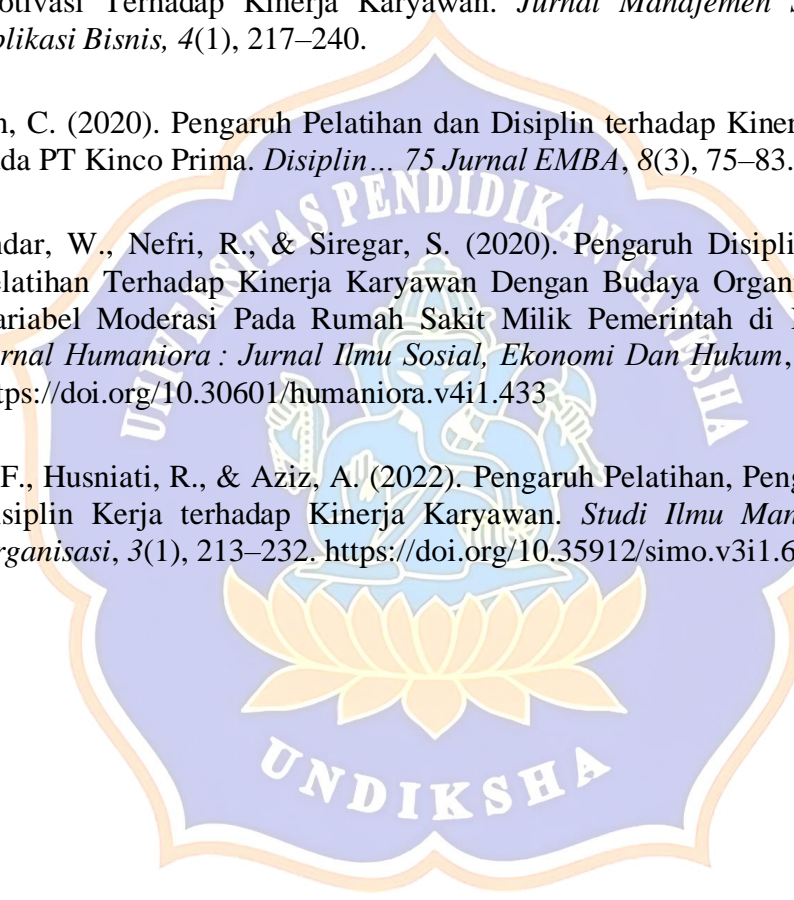 otivasi Terhadap Kinerja Karyawan. Jurnal Manajemen S
plikasi Bisnis, 4(1), 217–240.
n, C. (2020). Pengaruh Pelatihan dan Disiplin terhadap Kiner
ada PT Kinco Prima. Disiplin… 75 Jurnal EMBA, 8(3), 75–83.
ndar, W., Nefri, R., & Siregar, S. (2020). Pengaruh Disipli
elatihan Terhadap Kinerja Karyawan Dengan Budaya Organi
ariabel Moderasi Pada Rumah Sakit Milik Pemerintah di
rnal Humaniora : Jurnal Ilmu Sosial, Ekonomi Dan Hukum,
tps://doi.org/10.30601/humaniora.v4i1.433
F., Husniati, R., & Aziz, A. (2022). Pengaruh Pelatihan, Peng
isiplin Kerja terhadap Kinerja Karyawan. Studi Ilmu Man
rganisasi, 3(1), 213–232. https://doi.org/10.35912/simo.v3i1.6
UNIVERSITAS PENDIDIKAN GANESHA
UNDIKSHA